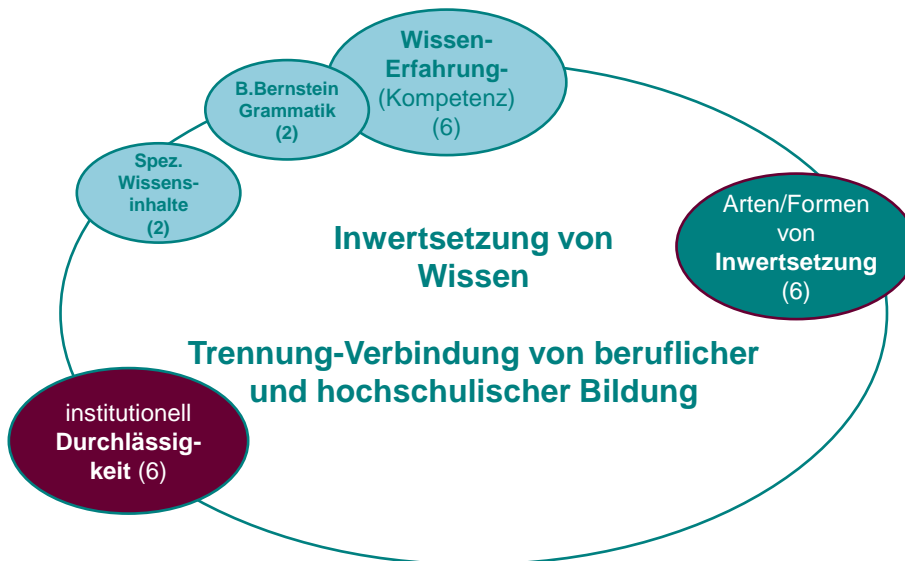 Wissen-
Erfahrung-
(Kompetenz)
(6)
B.Bernstein
Grammatik
(2)
Spez.
Wissens-
inhalte
(2)
Arten/Formen
von
Inwertsetzung
(6)
Inwertsetzung von
Wissen
Trennung-Verbindung von beruflicher
und hochschulischer Bildung
institutionell
Durchlässig-
keit (6)